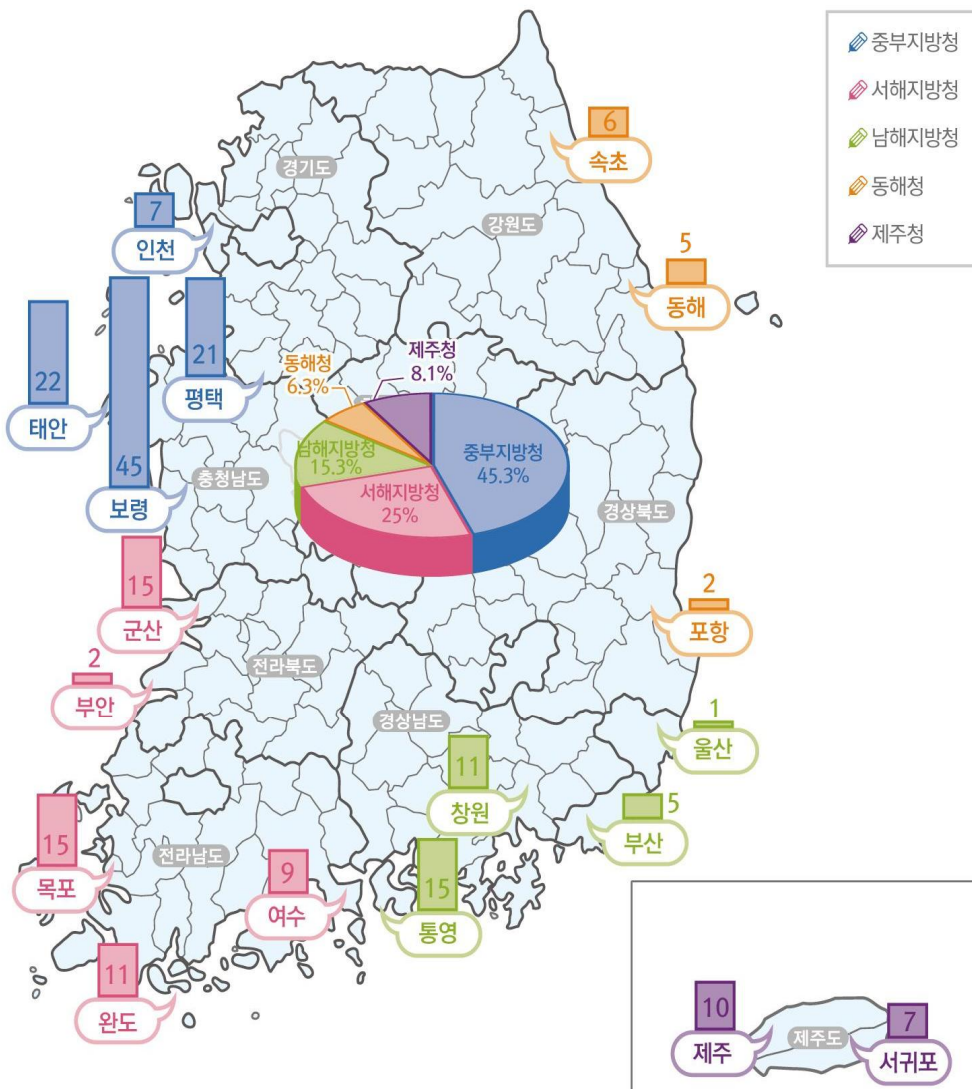 중부지방청
서해지방청
남해지방청
동해청
제주청
6
속초
경기도
7
인천
강원도
5
동해
22
태안
45
보령
21
평택
제주청
8.1%
동해청
6.3%
남해지방청
15.3%
중부지방청
45.3%
서해지방청
25%
충청남도
경상북도
15
군산
2
포항
2
부안
전라북도
경상남도
1
울산
11
창원
5
부산
15
목포
전라남도
9
여수
15
통영
11
완도
10
제주
제주도
7
서귀포